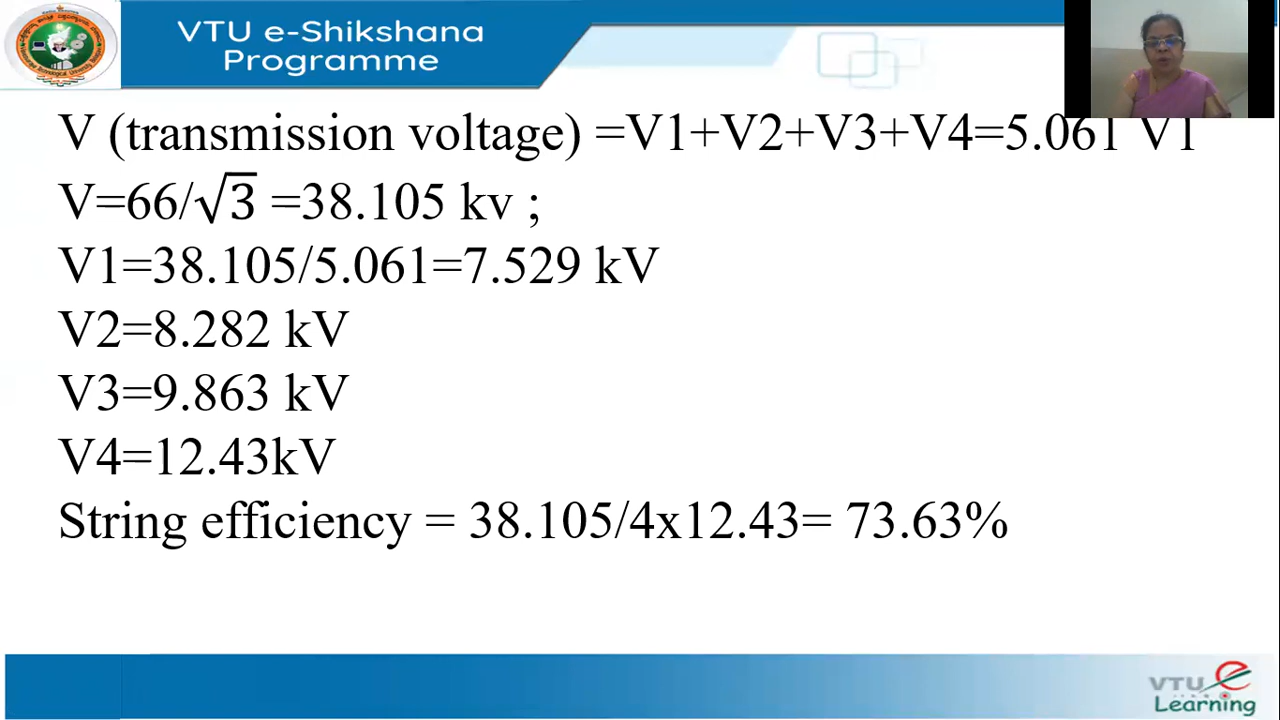 VTU e-Shikshana
Programme
V (transmission voltage) =V1+V2+V3+V4=5.061 V1
V=66/√3 =38.105 kv ;
V1=38.105/5.061=7.529 kV
V2=8.282 kV
V3=9.863 kV
V4=12.43kV
String efficiency = 38.105/4x12.43= 73.63%
VTU e
Learning